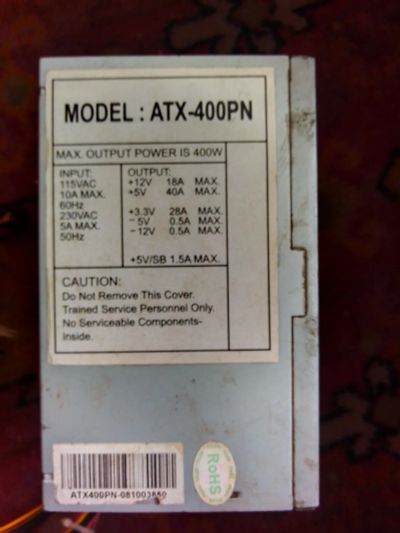 MODEL : ATX-400PN
MAX. OUTPUT POWER IS 400W
INPUT:
115VAC
10A MAX.
60Hz
230VAC
5A MAX.
50Hz
OUTPUT:
+12V 18A MAX.
+5V 40A MAX.
+3.3V 28A MAX.
-5V 0.5A MAX.
-12V 0.5A MAX.
+5V/SB 1.5A MAX.
CAUTION:
Do Not Remove This Cover.
Trained Service Personnel Only.
No Serviceable Components-
Inside.
ATX400PN-081003860
RoHS